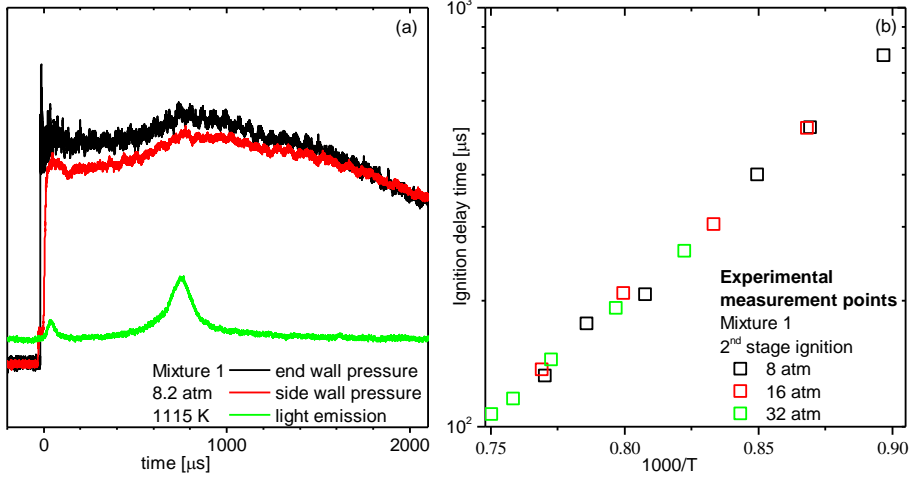 (a)
Mixture 1 end wall pressure
8.2 atm side wall pressure
1115 K light emission
0 1000 2000
time [µs]
(b)
10³
Ignition delay time [µs]
10²
Experimental
measurement points
Mixture 1
2nd stage ignition
8 atm
16 atm
32 atm
0.75 0.80 0.85 0.90
1000/T